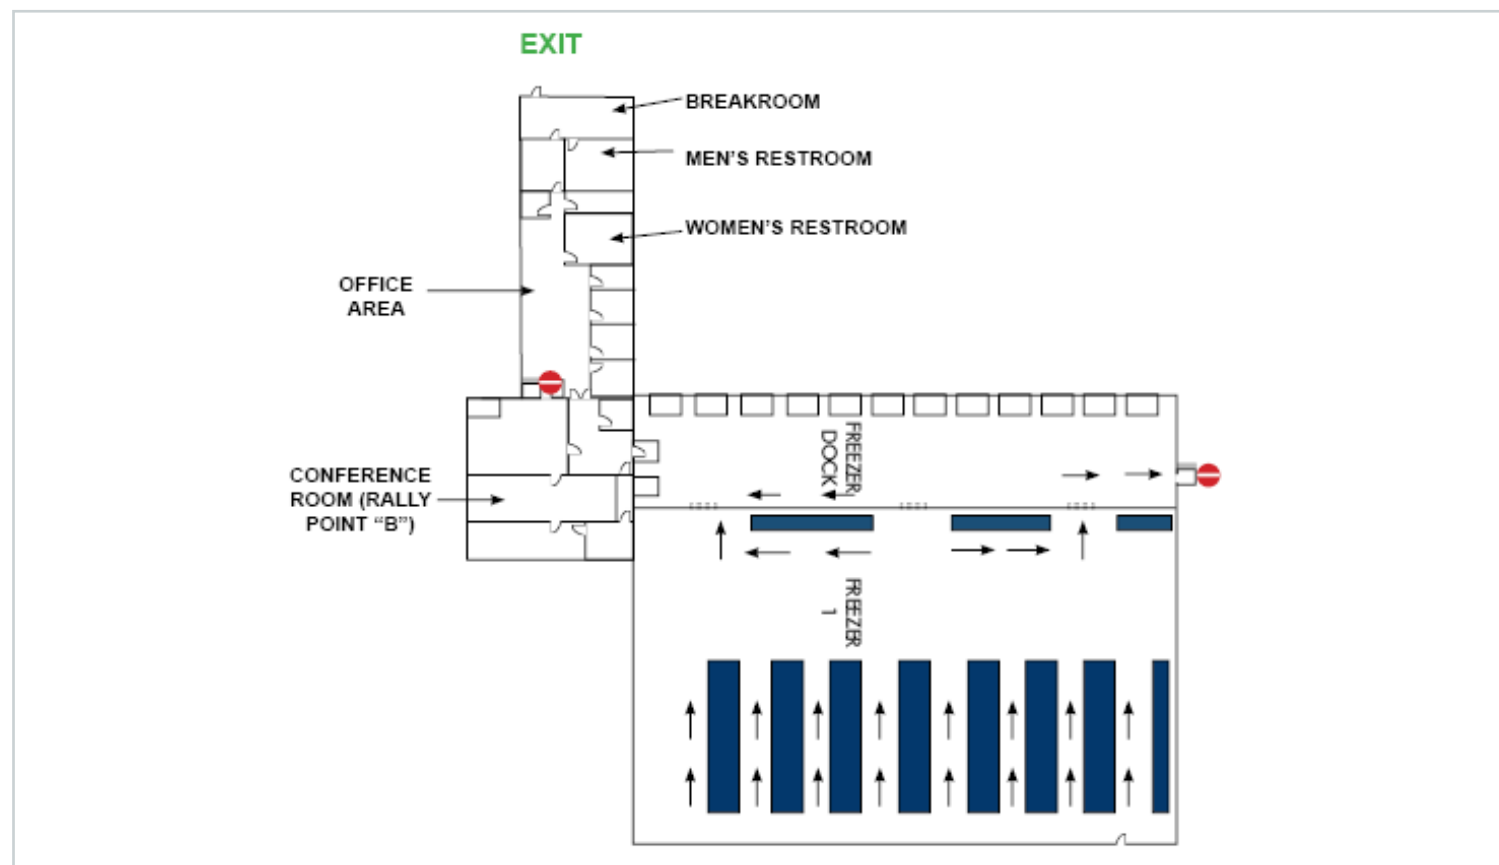 EXIT
BREAKROOM
MEN'S RESTROOM
WOMEN'S RESTROOM
OFFICE
AREA
FREEZER
DOCK
CONFERENCE
ROOM (RALLY
POINT “B”)
FREEZER
1